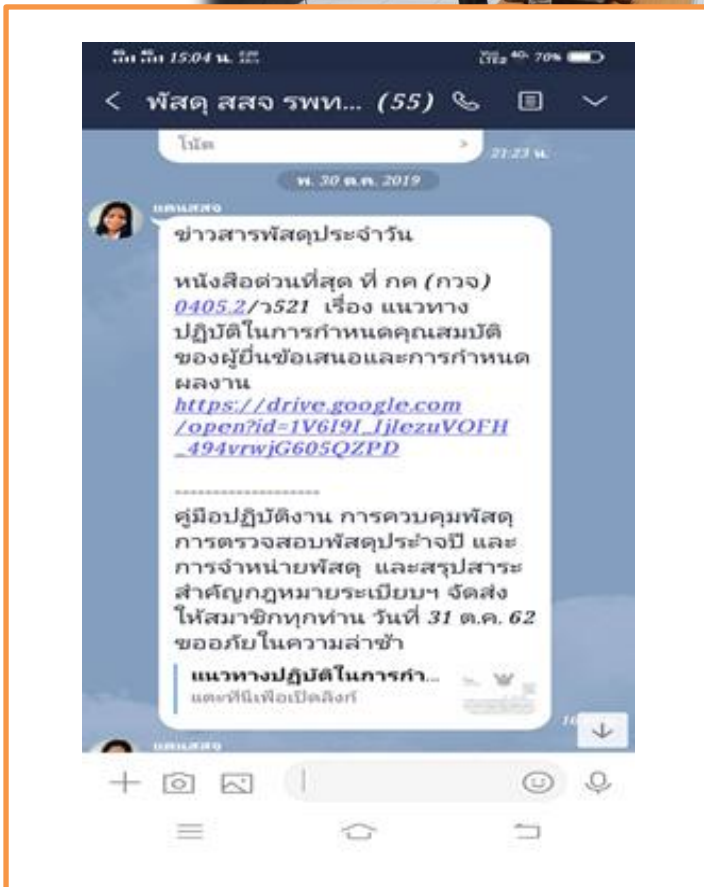 15:04 น.
70%
พัสดุ สสจ รพท... (55)
โน้ต
21:23 น.
พ. 30 ต.ค. 2019
ข่าวสารพัสดุประจำวัน
หนังสือด่วนที่สุด ที่ กค (กวจ)
0405.2/ว521 เรื่อง แนวทาง
ปฏิบัติในการกำหนดคุณสมบัติ
ของผู้ยื่นข้อเสนอและการกำหนด
ผลงาน
https://drive.google.com
/open?id=1V6I9I_IjIezuVOFH
_494vrwjG605QZPD
-------------------
คู่มือปฏิบัติงาน การควบคุมพัสดุ
การตรวจสอบพัสดุประำจปี และ
การจำหน่ายพัสดุ และสรุปสาระ
สำคัญกฎหมายระเบียบฯ จัดส่ง
ให้สมาชิกทุกท่าน วันที่ 31 ต.ค. 62
ขออภัยในความล่าช้า
แนวทางปฏิบัติในการกำ...
แตะที่นี่เพื่อเปิดลิงก์